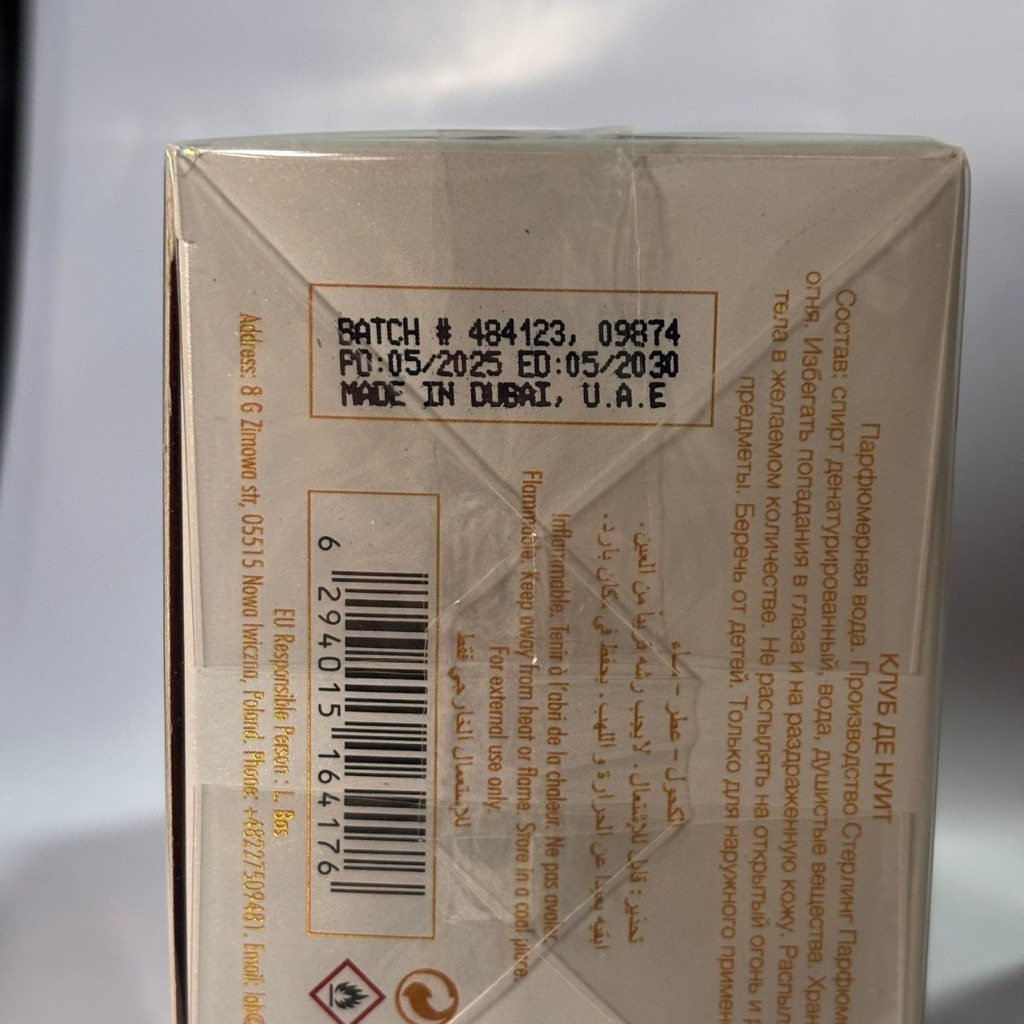 BATCH # 484123, 09874
PD:05/2025 ED:05/2030
MADE IN DUBAI, U.A.E
КЛУБ ДЕ НУИТ
Парфюмерная вода. Производство Стерлинг Парфюм
Состав: спирт денатурированный, вода, душистые вещества. Хран
огня. Избегать попадания в глаза и на раздраженную кожу. Распыл
тела в желаемом количестве. Не распылять на открытый огонь и
предметы. Беречь от детей. Только для наружного примен
كحول - عطر - ماء
تحذير: قابل للإشتعال. لا يجب رشه قريبا من العين.
ابقيه بعيدا عن الحرارة و اللهب. يحفظ في مكان بارد.
Inflammable. Tenir à l'abri de la chaleur. Ne pas avaler.
Flammable. Keep away from heat or flame. Store in a cool place.
For external use only.
للإستعمال الخارجي فقط
6 294015 164176
EU Responsible Person : L. Bas
Address: 8 G Zimowa str, 05515 Nowa Iwiczna, Poland. Phone: +48227509481. Email: